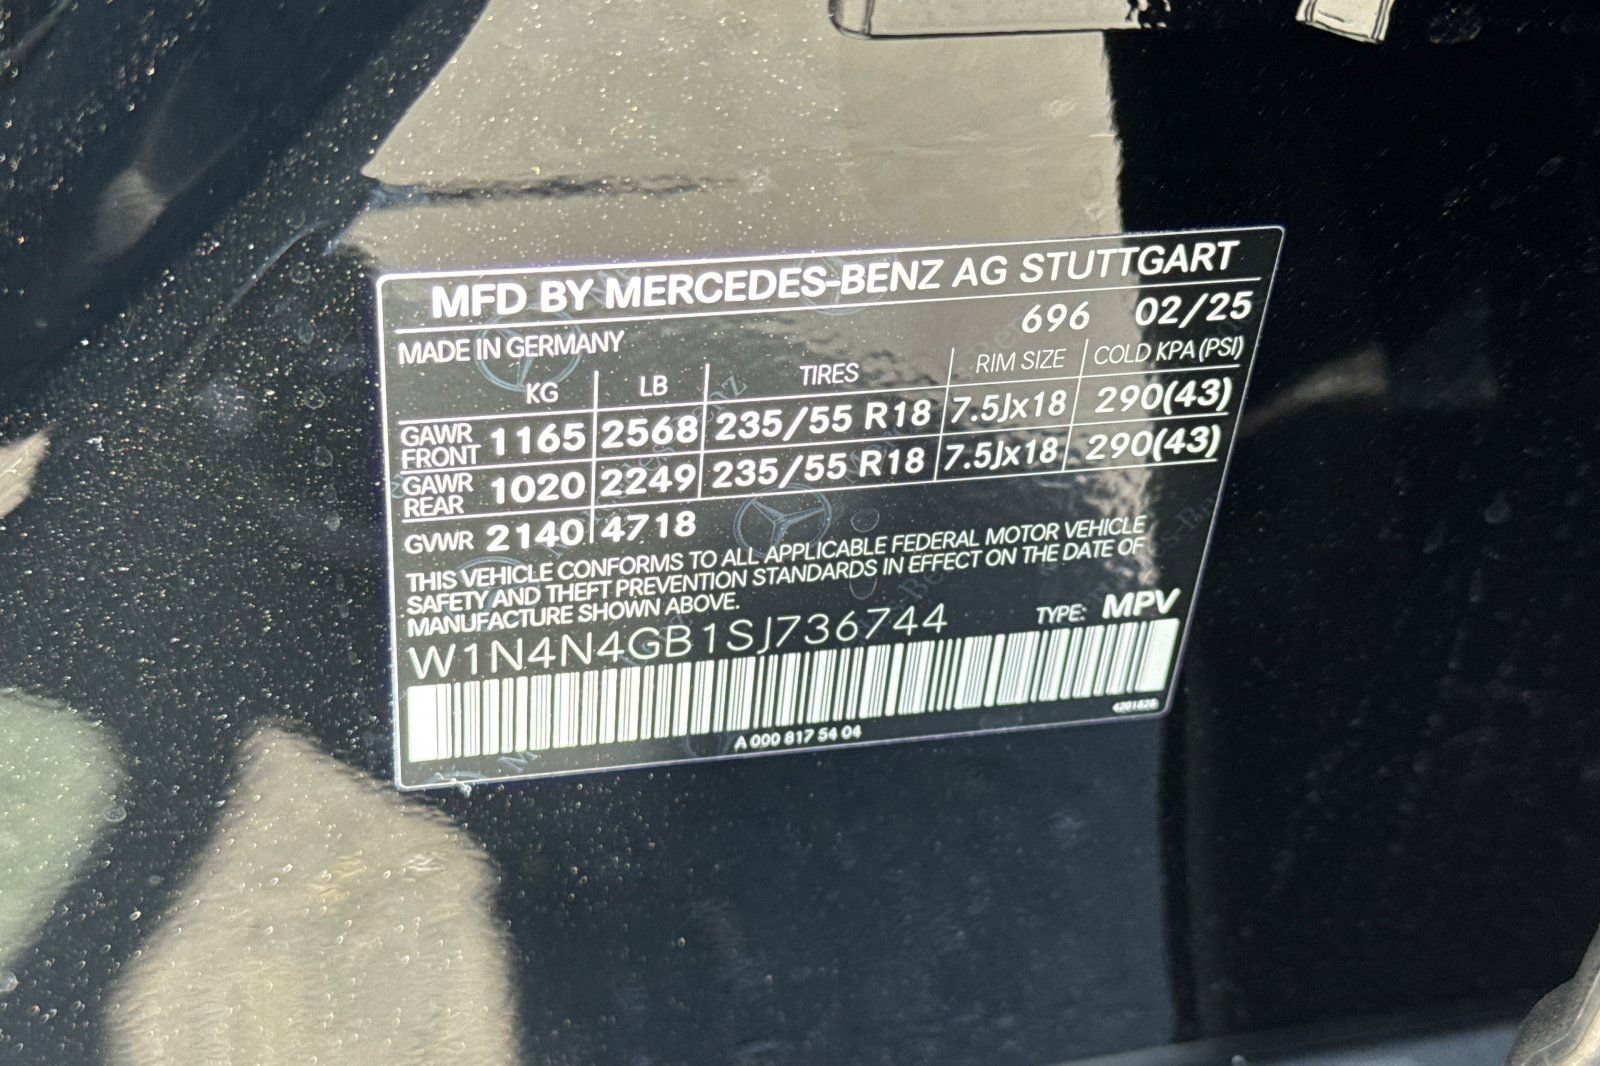 MFD BY MERCEDES-BENZ AG STUTTGART
MADE IN GERMANY 696 02/25
KG LB TIRES RIM SIZE COLD KPA (PSI)
GAWR FRONT 1165 2568 235/55 R18 7.5Jx18 290(43)
GAWR REAR 1020 2249 235/55 R18 7.5Jx18 290(43)
GVWR 2140 4718
THIS VEHICLE CONFORMS TO ALL APPLICABLE FEDERAL MOTOR VEHICLE
SAFETY AND THEFT PREVENTION STANDARDS IN EFFECT ON THE DATE OF
MANUFACTURE SHOWN ABOVE.
W1N4N4GB1SJ736744 TYPE: MPV
A 000 817 54 04